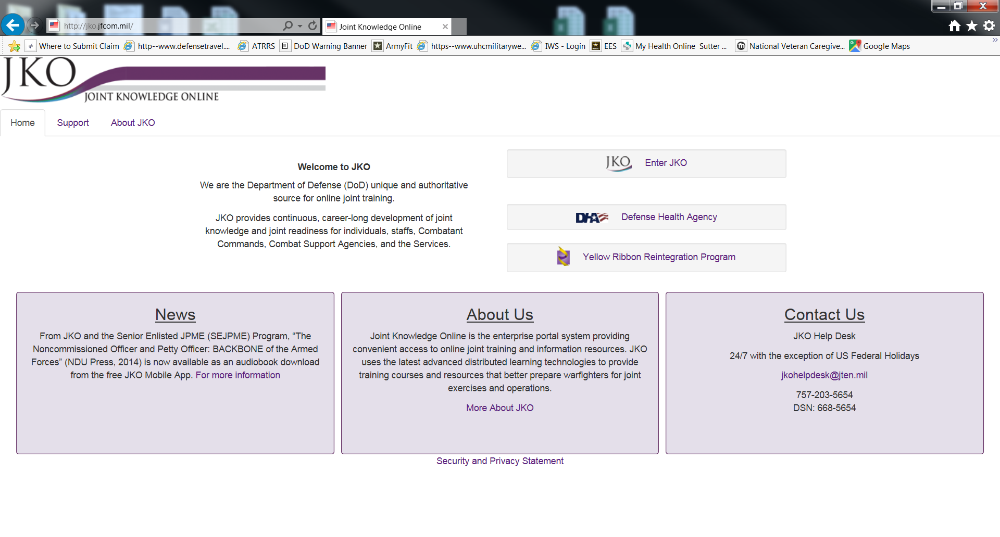 http://jko.jfcom.mil/
Joint Knowledge Online
Where to Submit Claim
http--www.defensetravel....
ATRRS
DoD Warning Banner
ArmyFit
https--www.uhcmilitarywe...
IWS - Login
EES
My Health Online Sutter ...
National Veteran Caregive...
Google Maps
JKO
JOINT KNOWLEDGE ONLINE
Home
Support
About JKO
Welcome to JKO
We are the Department of Defense (DoD) unique and authoritative
source for online joint training.
JKO provides continuous, career-long development of joint
knowledge and joint readiness for individuals, staffs, Combatant
Commands, Combat Support Agencies, and the Services.
JKO Enter JKO
DHA Defense Health Agency
Yellow Ribbon Reintegration Program
News
From JKO and the Senior Enlisted JPME (SEJPME) Program, “The
Noncommissioned Officer and Petty Officer: BACKBONE of the Armed
Forces” (NDU Press, 2014) is now available as an audiobook download
from the free JKO Mobile App. For more information
About Us
Joint Knowledge Online is the enterprise portal system providing
convenient access to online joint training and information resources. JKO
uses the latest advanced distributed learning technologies to provide
training courses and resources that better prepare warfighters for joint
exercises and operations.
More About JKO
Contact Us
JKO Help Desk
24/7 with the exception of US Federal Holidays
jkohelpdesk@jten.mil
757-203-5654
DSN: 668-5654
Security and Privacy Statement